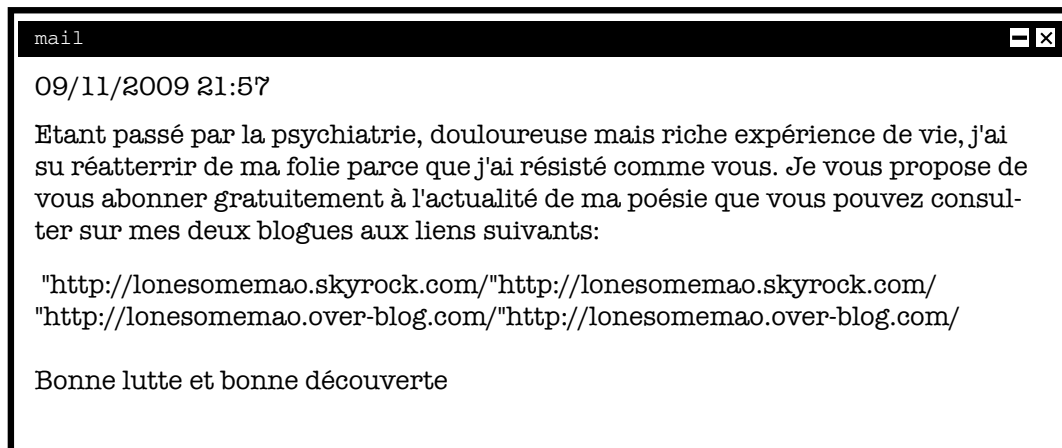 mail
09/11/2009 21:57
Etant passé par la psychiatrie, douloureuse mais riche expérience de vie, j'ai
su réatterrir de ma folie parce que j'ai résisté comme vous. Je vous propose de
vous abonner gratuitement à l'actualité de ma poésie que vous pouvez consul-
ter sur mes deux blogues aux liens suivants:
"http://lonesomemao.skyrock.com/"http://lonesomemao.skyrock.com/
"http://lonesomemao.over-blog.com/"http://lonesomemao.over-blog.com/
Bonne lutte et bonne découverte